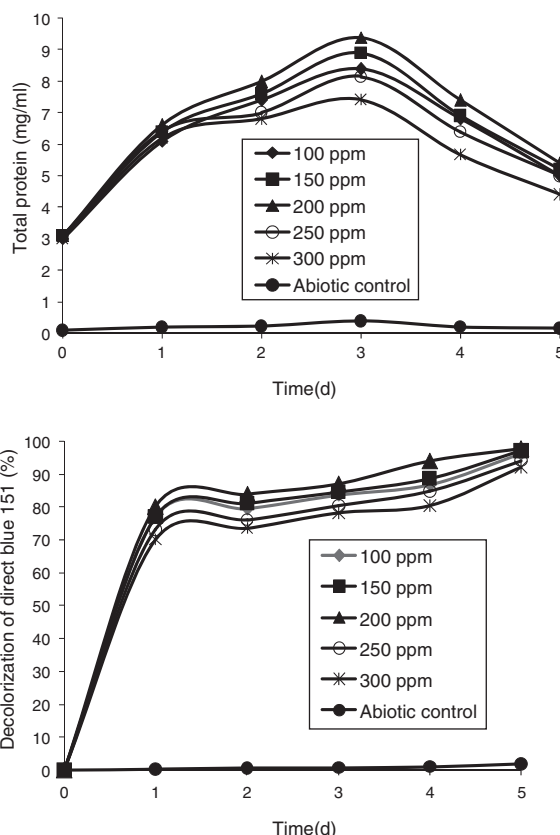 10
9
8
7
6
5
4
3
2
1
0
Total protein (mg/ml)
100 ppm
150 ppm
200 ppm
250 ppm
300 ppm
Abiotic control
0 1 2 3 4 5
Time(d)
100
90
80
70
60
50
40
30
20
10
0
Decolorization of direct blue 151 (%)
100 ppm
150 ppm
200 ppm
250 ppm
300 ppm
Abiotic control
0 1 2 3 4 5
Time(d)